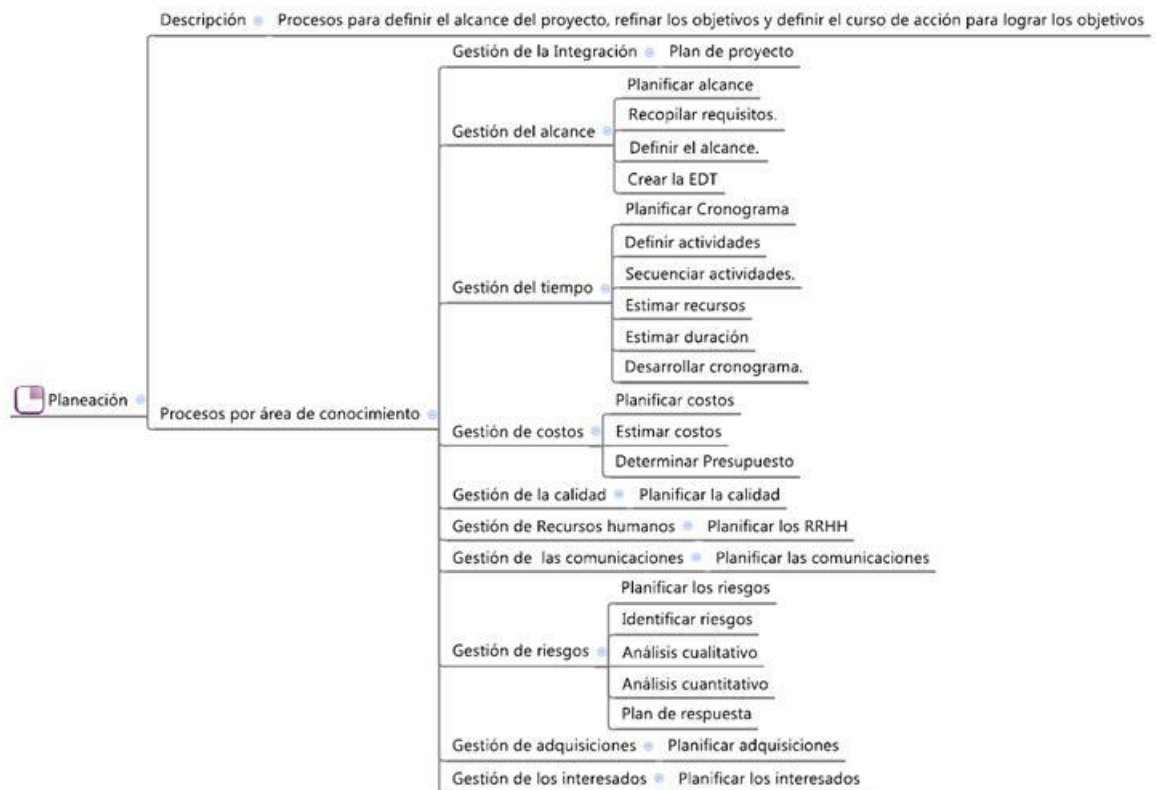 Descripción
Procesos para definir el alcance del proyecto, refinar los objetivos y definir el curso de acción para lograr los objetivos
Gestión de la Integración
Plan de proyecto
Planificar alcance
Recopilar requisitos.
Gestión del alcance
Definir el alcance.
Crear la EDT
Planificar Cronograma
Definir actividades
Secuenciar actividades.
Gestión del tiempo
Estimar recursos
Estimar duración
Desarrollar cronograma.
Planeación
Procesos por área de conocimiento
Planificar costos
Gestión de costos
Estimar costos
Determinar Presupuesto
Gestión de la calidad
Planificar la calidad
Gestión de Recursos humanos
Planificar los RRHH
Gestión de las comunicaciones
Planificar las comunicaciones
Planificar los riesgos
Identificar riesgos
Gestión de riesgos
Análisis cualitativo
Análisis cuantitativo
Plan de respuesta
Gestión de adquisiciones
Planificar adquisiciones
Gestión de los interesados
Planificar los interesados